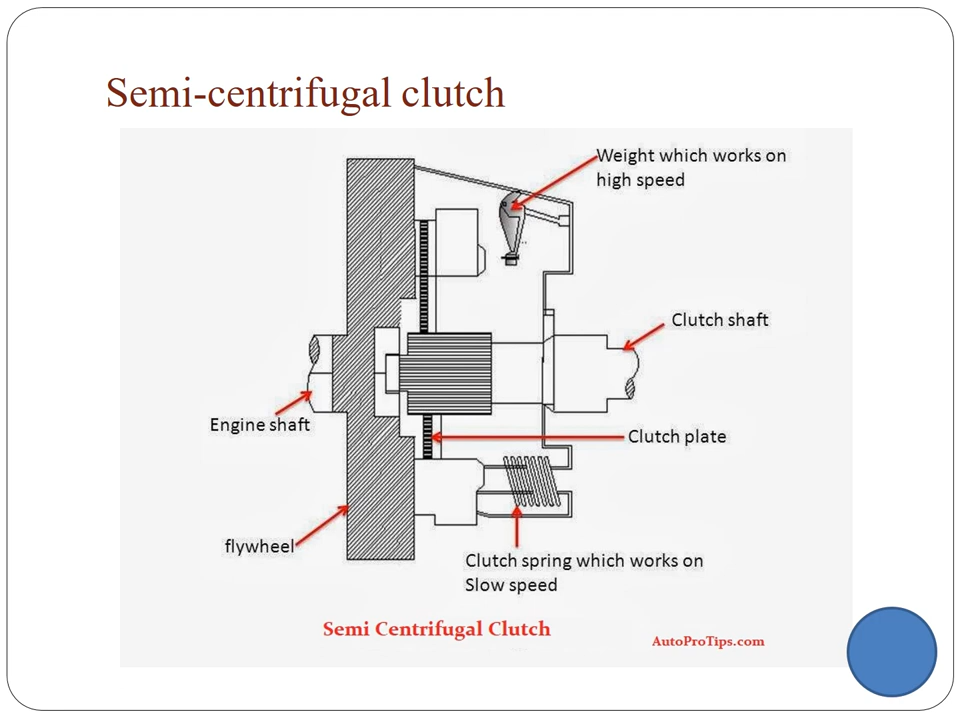 Semi-centrifugal clutch
Weight which works on
high speed
Clutch shaft
Engine shaft
Clutch plate
flywheel
Clutch spring which works on
Slow speed
Semi Centrifugal Clutch
AutoProTips.com